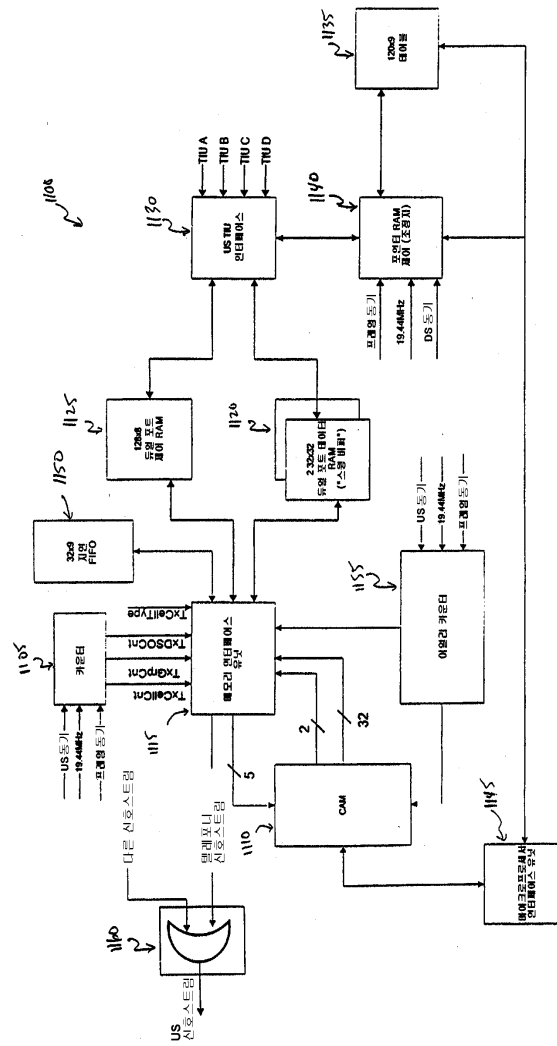 1100
1105
카운터
US 동기
19.44MHz
프레임 동기
TxCellCnt
TxGrpCnt
TxDSOCnt
TxCellType
1150
32x9
지연
FIFO
1125
128x8
듀얼 포트
제어 RAM
1120
2 32x32
듀얼 포트 데이타
RAM
("스왑 버퍼")
1130
US TIU
인터페이스
TIU A
TIU B
TIU C
TIU D
1135
120x9
테이블
1140
포인터 RAM
제어 (조정자)
프레임 동기
19.44MHz
DS 동기
1115
메모리 인터페이스
유닛
5
2
32
1110
CAM
1155
이얼리 카운터
US 동기
19.44MHz
프레임 동기
1145
마이크로프로세서
인터페이스 유닛
1160
다른 신호스트림
텔레포니
신호스트림
US
신호스트림